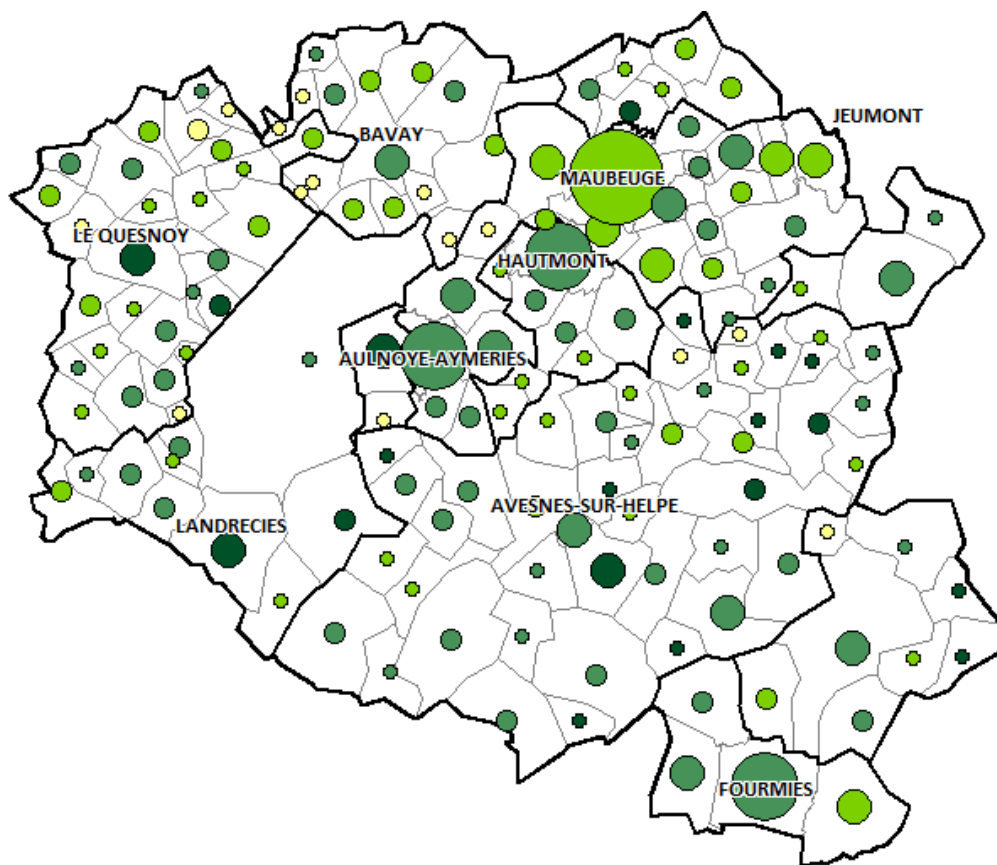 JEUMONT
BAVAY
MAUBEUGE
LE QUESNOY
HAUTMONT
AULNOYE-AYMERIES
AVESNES-SUR-HELPE
LANDRECIES
FOURMIES